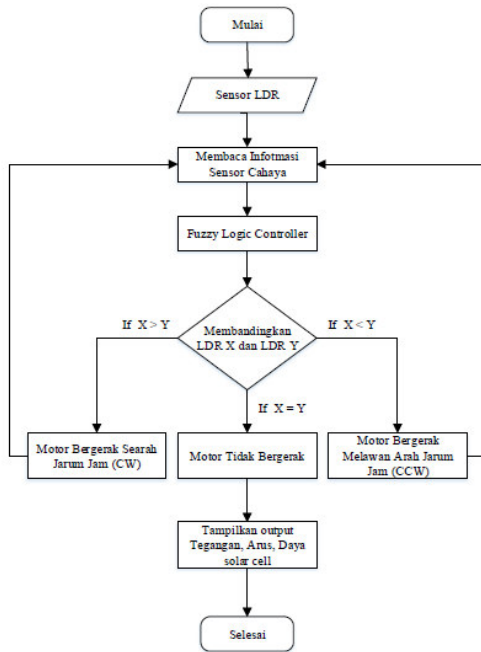 Mulai
Sensor LDR
Membaca Infotmasi
Sensor Cahaya
Fuzzy Logic Controller
If X > Y
Membandingkan
LDR X dan LDR Y
If X < Y
If X = Y
Motor Bergerak Searah
Jarum Jam (CW)
Motor Tidak Bergerak
Motor Bergerak
Melawan Arah Jarum
Jam (CCW)
Tampilkan output
Tegangan, Arus, Daya
solar cell
Selesai